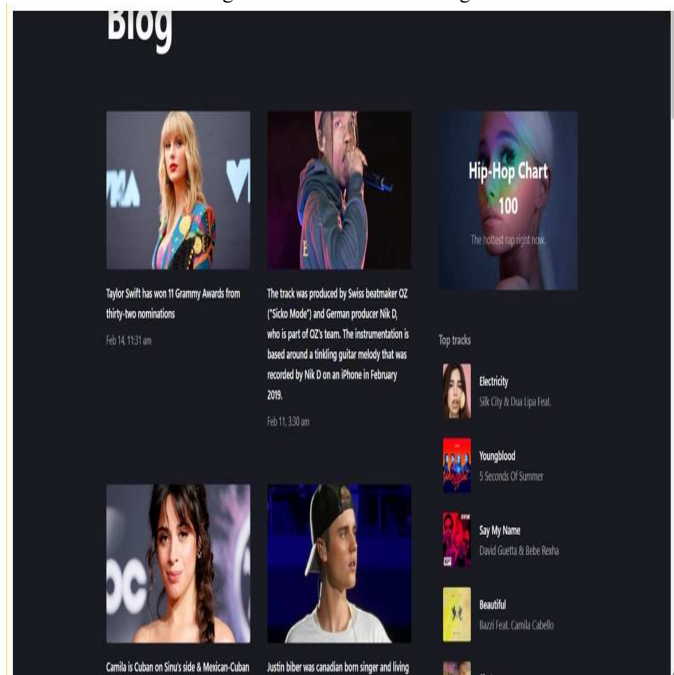 Blog
Taylor Swift has won 11 Grammy Awards from
thirty-two nominations
Feb 14, 11:31 am
The track was produced by Swiss beatmaker OZ
("Sicko Mode") and German producer Nik D,
who is part of OZ's team. The instrumentation is
based around a tinkling guitar melody that was
recorded by Nik D on an iPhone in February
2019.
Feb 11, 3:30 am
Camila is Cuban on Sinu's side & Mexican-Cuban
Justin biber was canadian born singer and living
Hip-Hop Chart
100
The hottest rap right now.
Top tracks
Electricity
Silk City & Dua Lipa Feat.
Youngblood
5 Seconds Of Summer
Say My Name
David Guetta & Bebe Rexha
Beautiful
Bazzi Feat. Camila Cabello